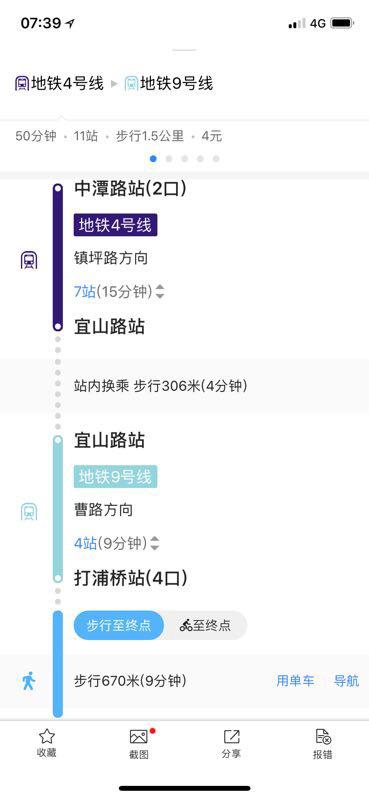 07:39 4G
地铁4号线 地铁9号线
50分钟 · 11站 · 步行1.5公里 · 4元
中潭路站(2口)
地铁4号线
镇坪路方向
7站(15分钟)
宜山路站
站内换乘 步行306米(4分钟)
宜山路站
地铁9号线
曹路方向
4站(9分钟)
打浦桥站(4口)
步行至终点 至终点
步行670米(9分钟) 用单车 导航
收藏 截图 分享 报错